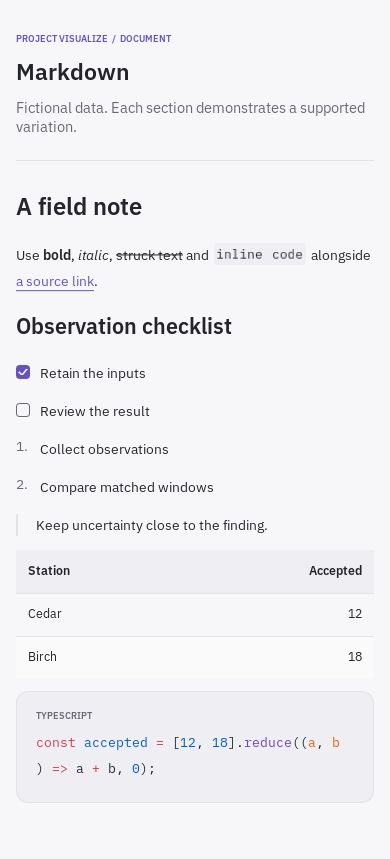 PROJECT VISUALIZE / DOCUMENT
Markdown
Fictional data. Each section demonstrates a supported
variation.
A field note
Use bold, italic, struck text and inline code alongside
a source link.
Observation checklist
Retain the inputs
Review the result
1. Collect observations
2. Compare matched windows
Keep uncertainty close to the finding.
Station Accepted
Cedar 12
Birch 18
TYPESCRIPT
const accepted = [12, 18].reduce((a, b
) => a + b, 0);